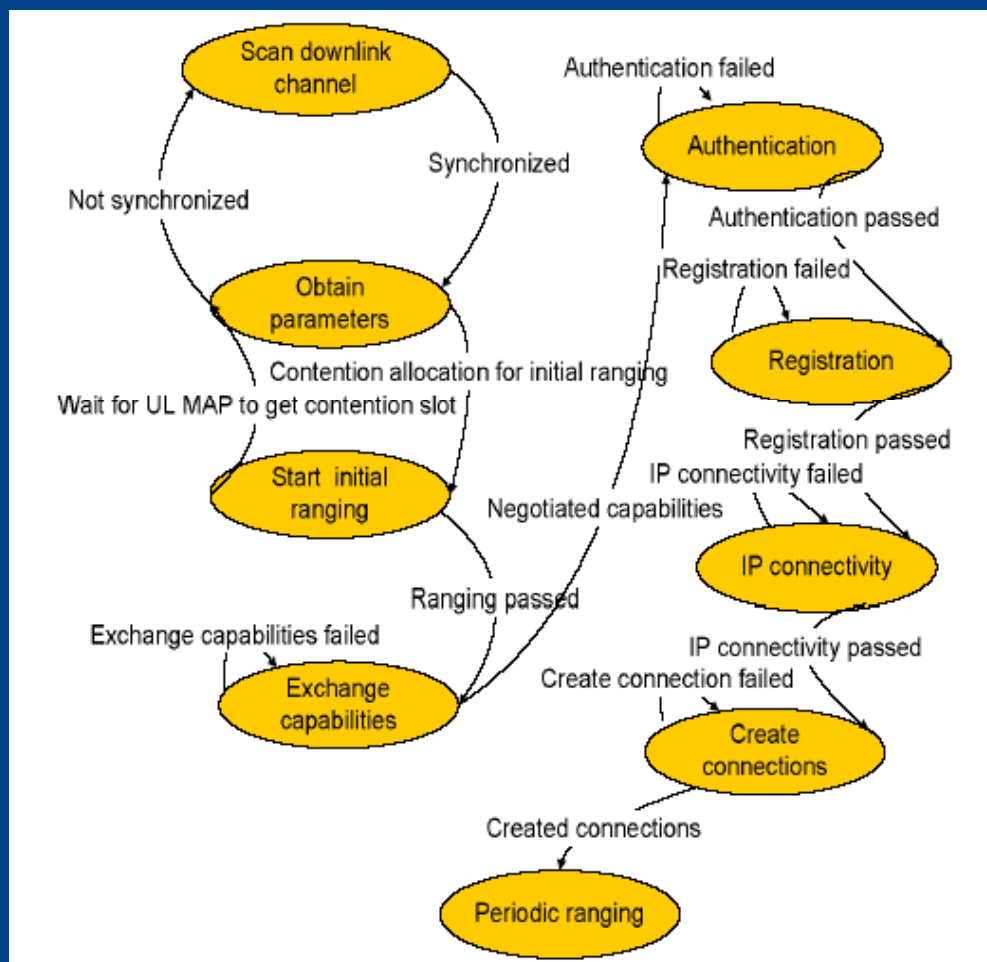 Scan downlink
channel
Synchronized
Not synchronized
Obtain
parameters
Contention allocation for initial ranging
Wait for UL MAP to get contention slot
Start initial
ranging
Ranging passed
Exchange capabilities failed
Exchange
capabilities
Negotiated capabilities
Authentication failed
Authentication
Authentication passed
Registration failed
Registration
Registration passed
IP connectivity failed
IP connectivity
IP connectivity passed
Create connection failed
Create
connections
Created connections
Periodic ranging